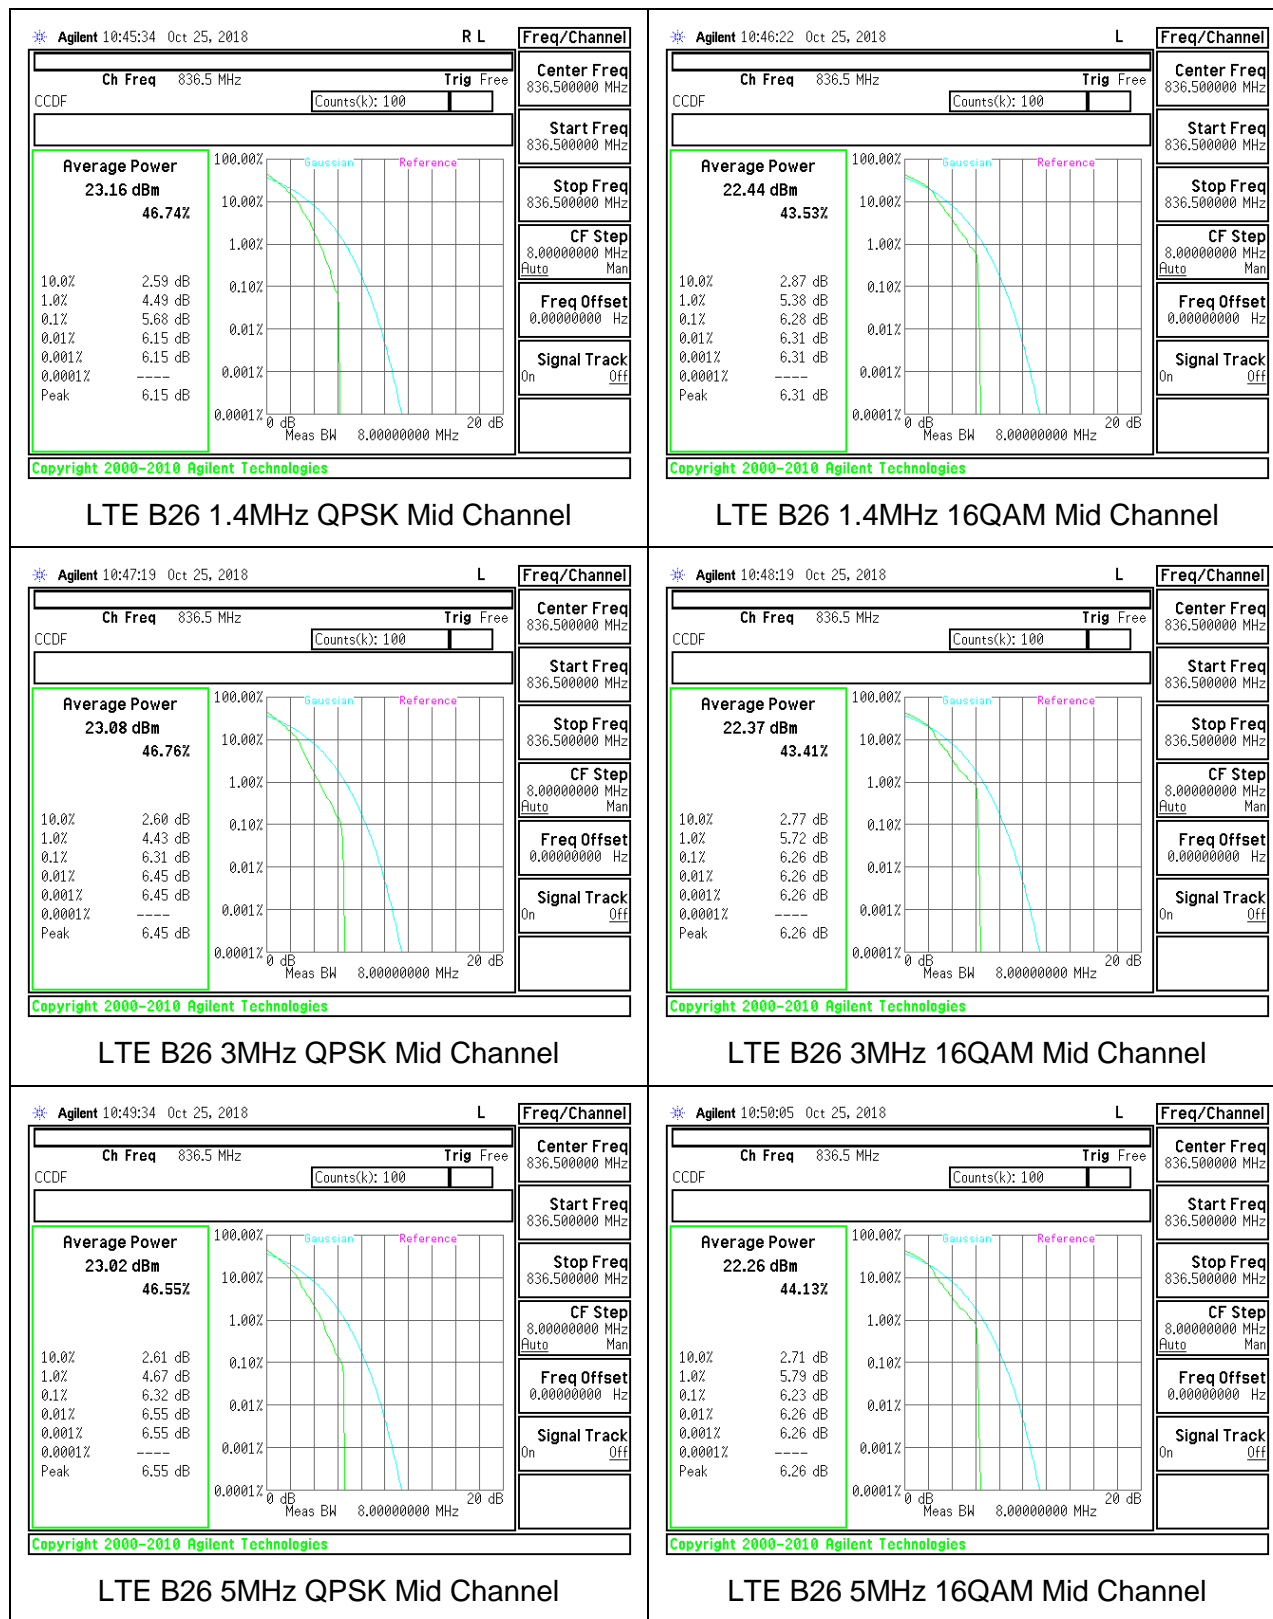 Agilent 10:45:34 Oct 25, 2018 R L Freq/Channel
Ch Freq 836.5 MHz Trig Free
CCDF Counts(k): 100
Center Freq
836.500000 MHz
Start Freq
836.500000 MHz
Stop Freq
836.500000 MHz
CF Step
8.00000000 MHz
Auto Man
Freq Offset
0.00000000 Hz
Signal Track
On Off
Average Power
23.16 dBm
46.74%
10.0% 2.59 dB
1.0% 4.49 dB
0.1% 5.68 dB
0.01% 6.15 dB
0.001% 6.15 dB
0.0001% ----
Peak 6.15 dB
Gaussian Reference
100.00%
10.00%
1.00%
0.10%
0.01%
0.001%
0.0001%
0 dB 20 dB
Meas BW 8.00000000 MHz
Copyright 2000-2010 Agilent Technologies
LTE B26 1.4MHz QPSK Mid Channel
Agilent 10:46:22 Oct 25, 2018 L Freq/Channel
Ch Freq 836.5 MHz Trig Free
CCDF Counts(k): 100
Center Freq
836.500000 MHz
Start Freq
836.500000 MHz
Stop Freq
836.500000 MHz
CF Step
8.00000000 MHz
Auto Man
Freq Offset
0.00000000 Hz
Signal Track
On Off
Average Power
22.44 dBm
43.53%
10.0% 2.87 dB
1.0% 5.38 dB
0.1% 6.28 dB
0.01% 6.31 dB
0.001% 6.31 dB
0.0001% ----
Peak 6.31 dB
Gaussian Reference
100.00%
10.00%
1.00%
0.10%
0.01%
0.001%
0.0001%
0 dB 20 dB
Meas BW 8.00000000 MHz
Copyright 2000-2010 Agilent Technologies
LTE B26 1.4MHz 16QAM Mid Channel
Agilent 10:47:19 Oct 25, 2018 L Freq/Channel
Ch Freq 836.5 MHz Trig Free
CCDF Counts(k): 100
Center Freq
836.500000 MHz
Start Freq
836.500000 MHz
Stop Freq
836.500000 MHz
CF Step
8.00000000 MHz
Auto Man
Freq Offset
0.00000000 Hz
Signal Track
On Off
Average Power
23.08 dBm
46.76%
10.0% 2.60 dB
1.0% 4.43 dB
0.1% 6.31 dB
0.01% 6.45 dB
0.001% 6.45 dB
0.0001% ----
Peak 6.45 dB
Gaussian Reference
100.00%
10.00%
1.00%
0.10%
0.01%
0.001%
0.0001%
0 dB 20 dB
Meas BW 8.00000000 MHz
Copyright 2000-2010 Agilent Technologies
LTE B26 3MHz QPSK Mid Channel
Agilent 10:48:19 Oct 25, 2018 L Freq/Channel
Ch Freq 836.5 MHz Trig Free
CCDF Counts(k): 100
Center Freq
836.500000 MHz
Start Freq
836.500000 MHz
Stop Freq
836.500000 MHz
CF Step
8.00000000 MHz
Auto Man
Freq Offset
0.00000000 Hz
Signal Track
On Off
Average Power
22.37 dBm
43.41%
10.0% 2.77 dB
1.0% 5.72 dB
0.1% 6.26 dB
0.01% 6.26 dB
0.001% 6.26 dB
0.0001% ----
Peak 6.26 dB
Gaussian Reference
100.00%
10.00%
1.00%
0.10%
0.01%
0.001%
0.0001%
0 dB 20 dB
Meas BW 8.00000000 MHz
Copyright 2000-2010 Agilent Technologies
LTE B26 3MHz 16QAM Mid Channel
Agilent 10:49:34 Oct 25, 2018 L Freq/Channel
Ch Freq 836.5 MHz Trig Free
CCDF Counts(k): 100
Center Freq
836.500000 MHz
Start Freq
836.500000 MHz
Stop Freq
836.500000 MHz
CF Step
8.00000000 MHz
Auto Man
Freq Offset
0.00000000 Hz
Signal Track
On Off
Average Power
23.02 dBm
46.55%
10.0% 2.61 dB
1.0% 4.67 dB
0.1% 6.32 dB
0.01% 6.55 dB
0.001% 6.55 dB
0.0001% ----
Peak 6.55 dB
Gaussian Reference
100.00%
10.00%
1.00%
0.10%
0.01%
0.001%
0.0001%
0 dB 20 dB
Meas BW 8.00000000 MHz
Copyright 2000-2010 Agilent Technologies
LTE B26 5MHz QPSK Mid Channel
Agilent 10:50:05 Oct 25, 2018 L Freq/Channel
Ch Freq 836.5 MHz Trig Free
CCDF Counts(k): 100
Center Freq
836.500000 MHz
Start Freq
836.500000 MHz
Stop Freq
836.500000 MHz
CF Step
8.00000000 MHz
Auto Man
Freq Offset
0.00000000 Hz
Signal Track
On Off
Average Power
22.26 dBm
44.13%
10.0% 2.71 dB
1.0% 5.79 dB
0.1% 6.23 dB
0.01% 6.26 dB
0.001% 6.26 dB
0.0001% ----
Peak 6.26 dB
Gaussian Reference
100.00%
10.00%
1.00%
0.10%
0.01%
0.001%
0.0001%
0 dB 20 dB
Meas BW 8.00000000 MHz
Copyright 2000-2010 Agilent Technologies
LTE B26 5MHz 16QAM Mid Channel